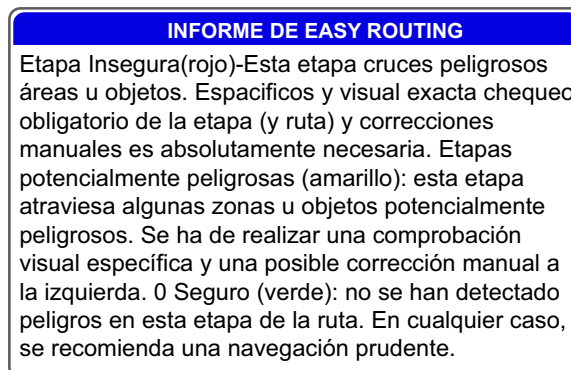 INFORME DE EASY ROUTING
Etapa Insegura(rojo)-Esta etapa cruces peligrosos
áreas u objetos. Espacificos y visual exacta chequeo
obligatorio de la etapa (y ruta) y correcciones
manuales es absolutamente necesaria. Etapas
potencialmente peligrosas (amarillo): esta etapa
atraviesa algunas zonas u objetos potencialmente
peligrosos. Se ha de realizar una comprobación
visual específica y una posible corrección manual a
la izquierda. 0 Seguro (verde): no se han detectado
peligros en esta etapa de la ruta. En cualquier caso,
se recomienda una navegación prudente.